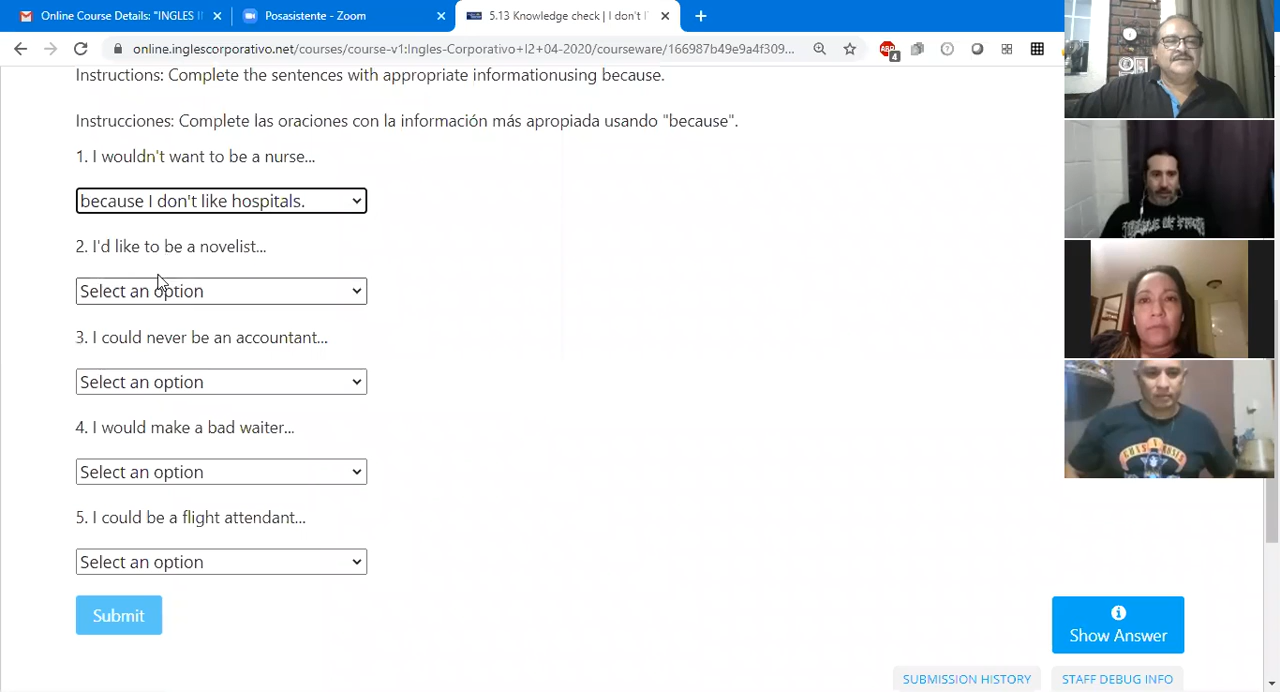 Online Course Details: "INGLES I
Posasistente - Zoom
5.13 Knowledge check | I don't l
online.inglescorporativo.net/courses/course-v1:Ingles-Corporativo+I2+04-2020/courseware/166987b49e9a4f309...
ABP
4
Instructions: Complete the sentences with appropriate informationusing because.
Instrucciones: Complete las oraciones con la información más apropiada usando "because".
1. I wouldn't want to be a nurse...
because I don't like hospitals.
2. I'd like to be a novelist...
Select an option
3. I could never be an accountant...
Select an option
4. I would make a bad waiter...
Select an option
5. I could be a flight attendant...
Select an option
Submit
Show Answer
SUBMISSION HISTORY
STAFF DEBUG INFO